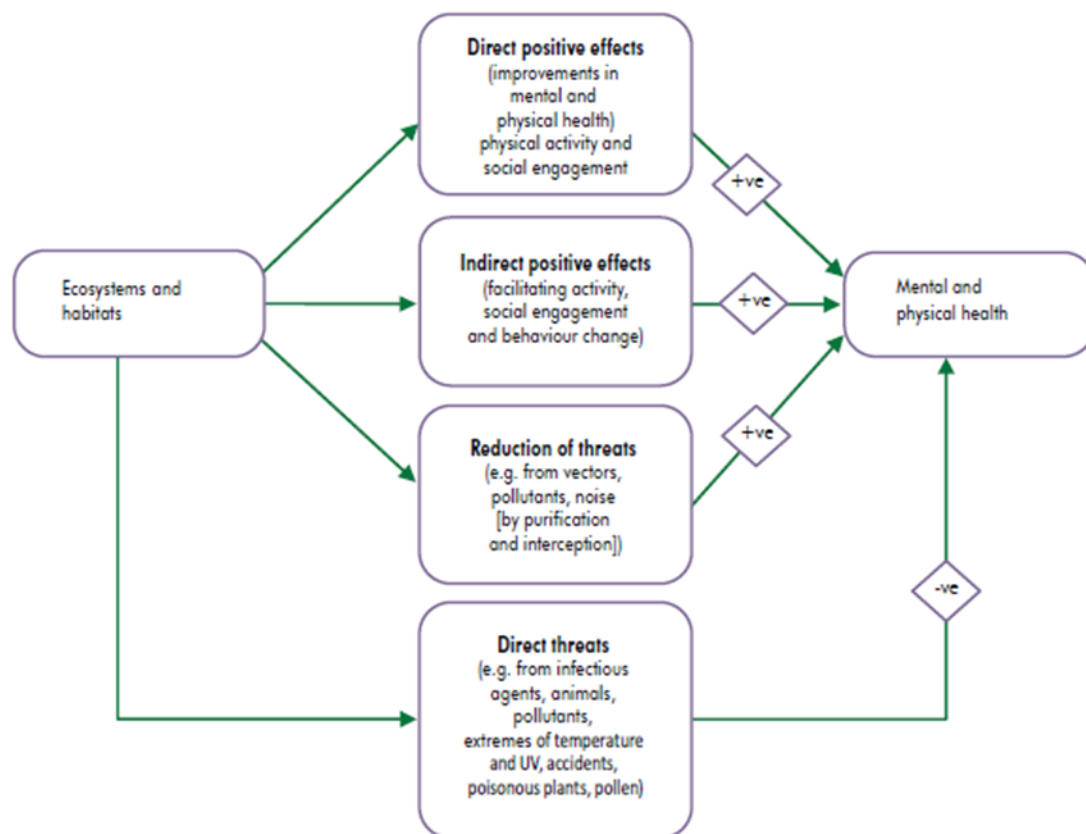 Direct positive effects
(improvements in
mental and
physical health)
physical activity and
social engagement
+ve
Ecosystems and
habitats
Indirect positive effects
(facilitating activity,
social engagement
and behaviour change)
+ve
Mental and
physical health
Reduction of threats
(e.g. from vectors,
pollutants, noise
[by purification
and interception])
+ve
Direct threats
(e.g. from infectious
agents, animals,
pollutants,
extremes of temperature
and UV, accidents,
poisonous plants, pollen)
-ve